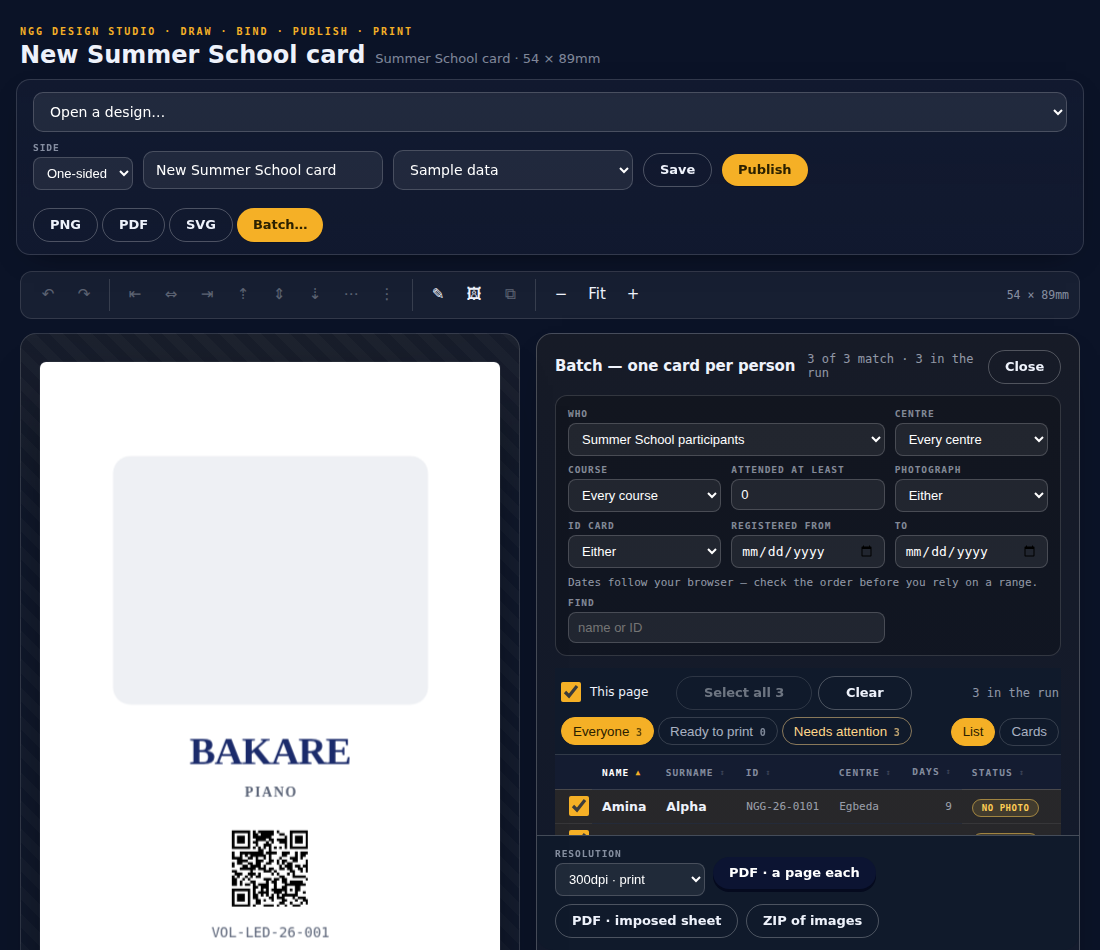 NGG DESIGN STUDIO · DRAW · BIND · PUBLISH · PRINT
New Summer School card Summer School card · 54 × 89mm
Open a design…
SIDE
One-sided New Summer School card Sample data Save Publish
PNG PDF SVG Batch…
− Fit + 54 × 89mm
BAKARE
PIANO
VOL-LED-26-001
Batch — one card per person 3 of 3 match · 3 in the run Close
WHO CENTRE
Summer School participants Every centre
COURSE ATTENDED AT LEAST PHOTOGRAPH
Every course 0 Either
ID CARD REGISTERED FROM TO
Either mm/dd/yyyy mm/dd/yyyy
Dates follow your browser — check the order before you rely on a range.
FIND
name or ID
This page Select all 3 Clear 3 in the run
Everyone 3 Ready to print 0 Needs attention 3 List Cards
NAME ▲ SURNAME ID CENTRE DAYS STATUS
Amina Alpha NGG-26-0101 Egbeda 9 NO PHOTO
RESOLUTION
300dpi · print PDF · a page each
PDF · imposed sheet ZIP of images